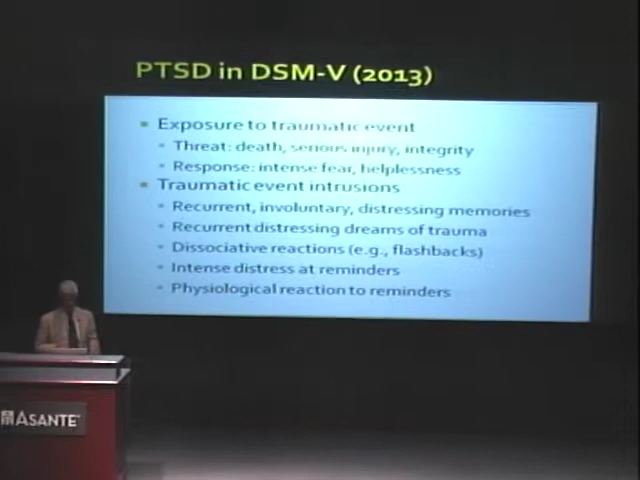 PTSD in DSM-V (2013)
Exposure to traumatic event
Threat: death, serious injury, integrity
Response: intense fear, helplessness
Traumatic event intrusions
Recurrent, involuntary, distressing memories
Recurrent distressing dreams of trauma
Dissociative reactions (e.g., flashbacks)
Intense distress at reminders
Physiological reaction to reminders
ASANTE